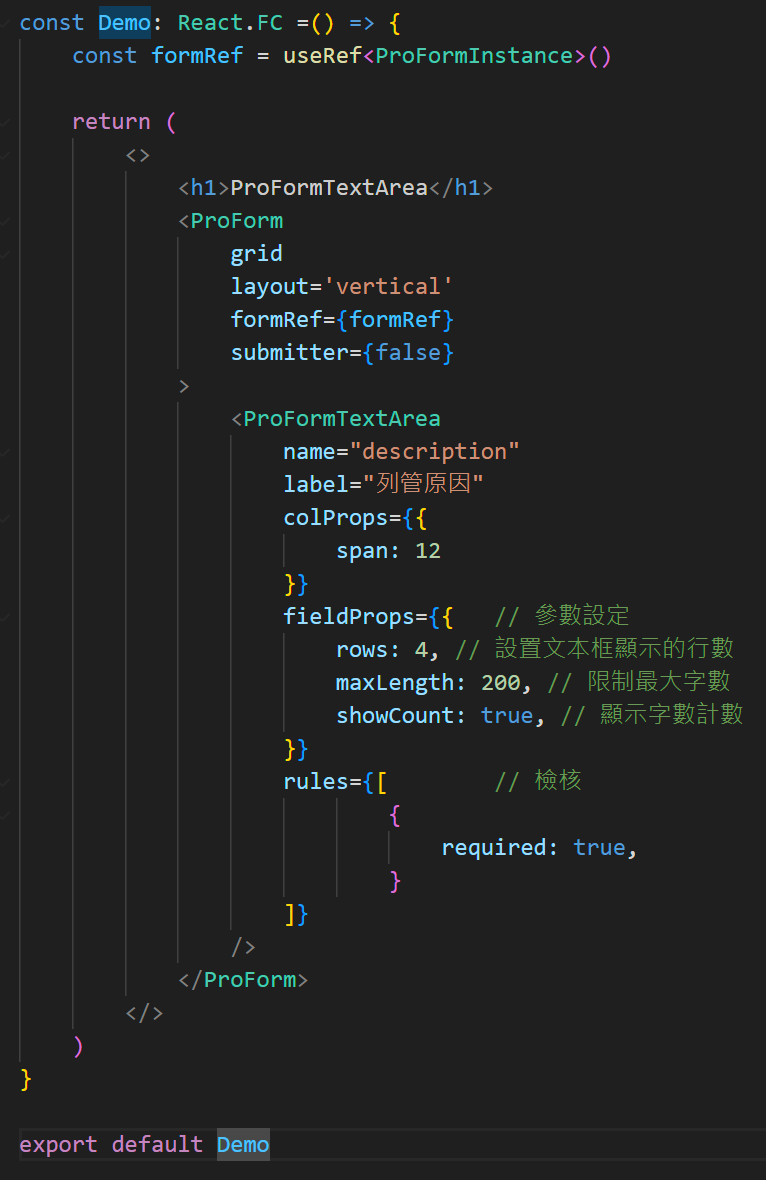 const Demo: React.FC =() => {
const formRef = useRef<ProFormInstance>()
return (
<>
<h1>ProFormTextArea</h1>
<ProForm
grid
layout='vertical'
formRef={formRef}
submitter={false}
>
<ProFormTextArea
name="description"
label="列管原因"
colProps={{
span: 12
}}
fieldProps={{ // 參數設定
rows: 4, // 設置文本框顯示的行數
maxLength: 200, // 限制最大字數
showCount: true, // 顯示字數計數
}}
rules={[ // 檢核
{
required: true,
}
]}
/>
</ProForm>
</>
)
}
export default Demo